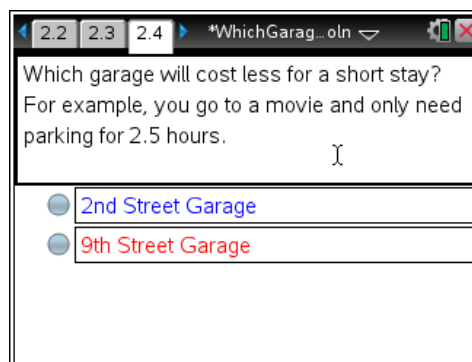 2.2 2.3 2.4 *WhichGarag…oln
Which garage will cost less for a short stay?
For example, you go to a movie and only need
parking for 2.5 hours.
2nd Street Garage
9th Street Garage